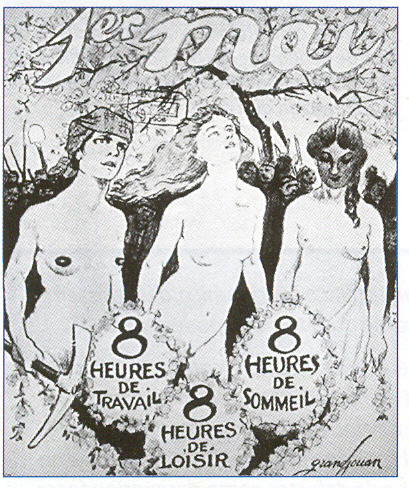 1er mai
8
HEURES
DE
TRAVAIL
8
HEURES
DE
LOISIR
8
HEURES
DE
SOMMEIL
grandjouan